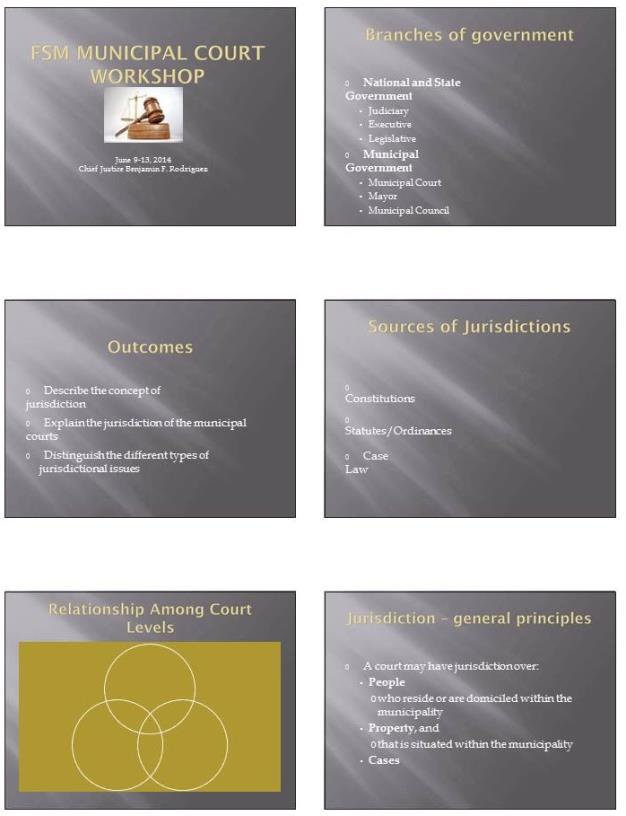 FSM MUNICIPAL COURT
WORKSHOP
June 9-13, 2014
Chief Justice Benjamin F. Rodriguez
Branches of government
◊ National and State
Government
• Judiciary
• Executive
• Legislative
◊ Municipal
Government
• Municipal Court
• Mayor
• Municipal Council
Outcomes
◊ Describe the concept of
jurisdiction
◊ Explain the jurisdiction of the municipal
courts
◊ Distinguish the different types of
jurisdictional issues
Sources of Jurisdictions
◊
Constitutions
◊
Statutes/Ordinances
◊ Case
Law
Relationship Among Court
Levels
Jurisdiction – general principles
◊ A court may have jurisdiction over:
• People
◊ who reside or are domiciled within the
municipality
• Property, and
◊ that is situated within the municipality
• Cases